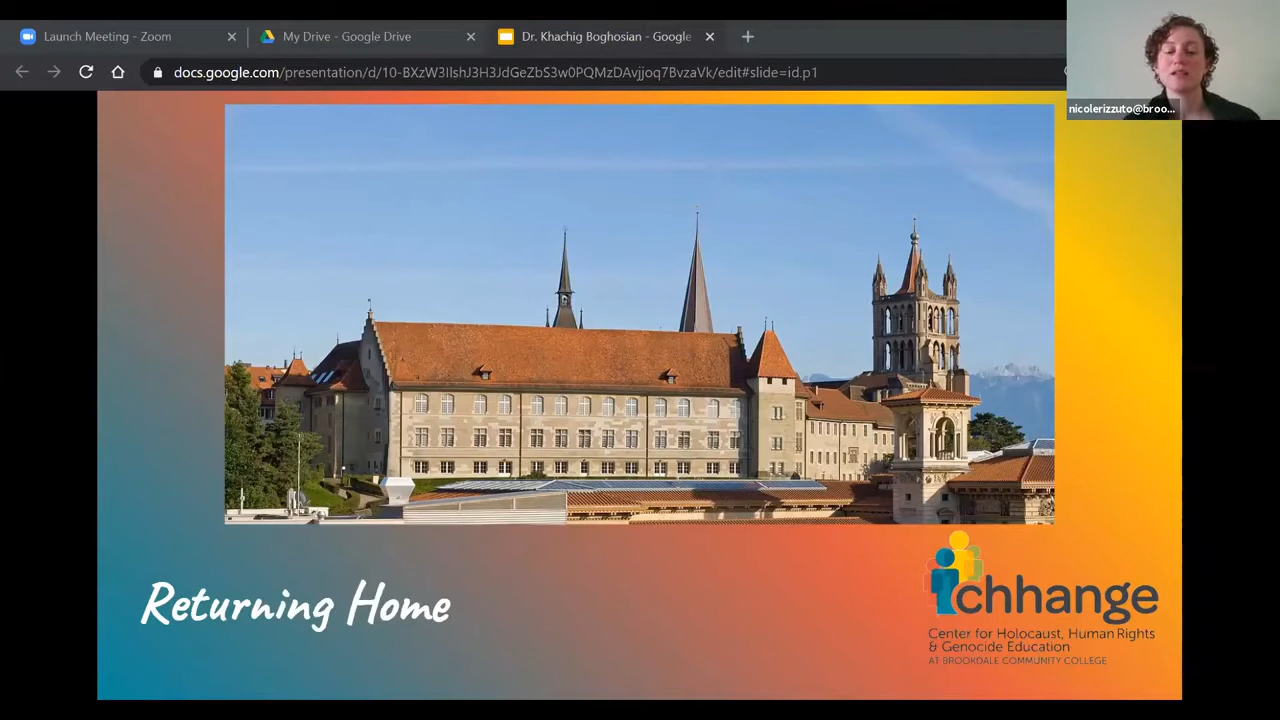 Launch Meeting - Zoom
My Drive - Google Drive
Dr. Khachig Boghosian - Google
docs.google.com/presentation/d/10-BXzW3IIshJ3H3JdGeZbS3w0PQMzDAvjjoq7BvzaVk/edit#slide=id.p1
nicolerizzuto@broo...
Returning Home
chhange
Center for Holocaust, Human Rights
& Genocide Education
AT BROOKDALE COMMUNITY COLLEGE